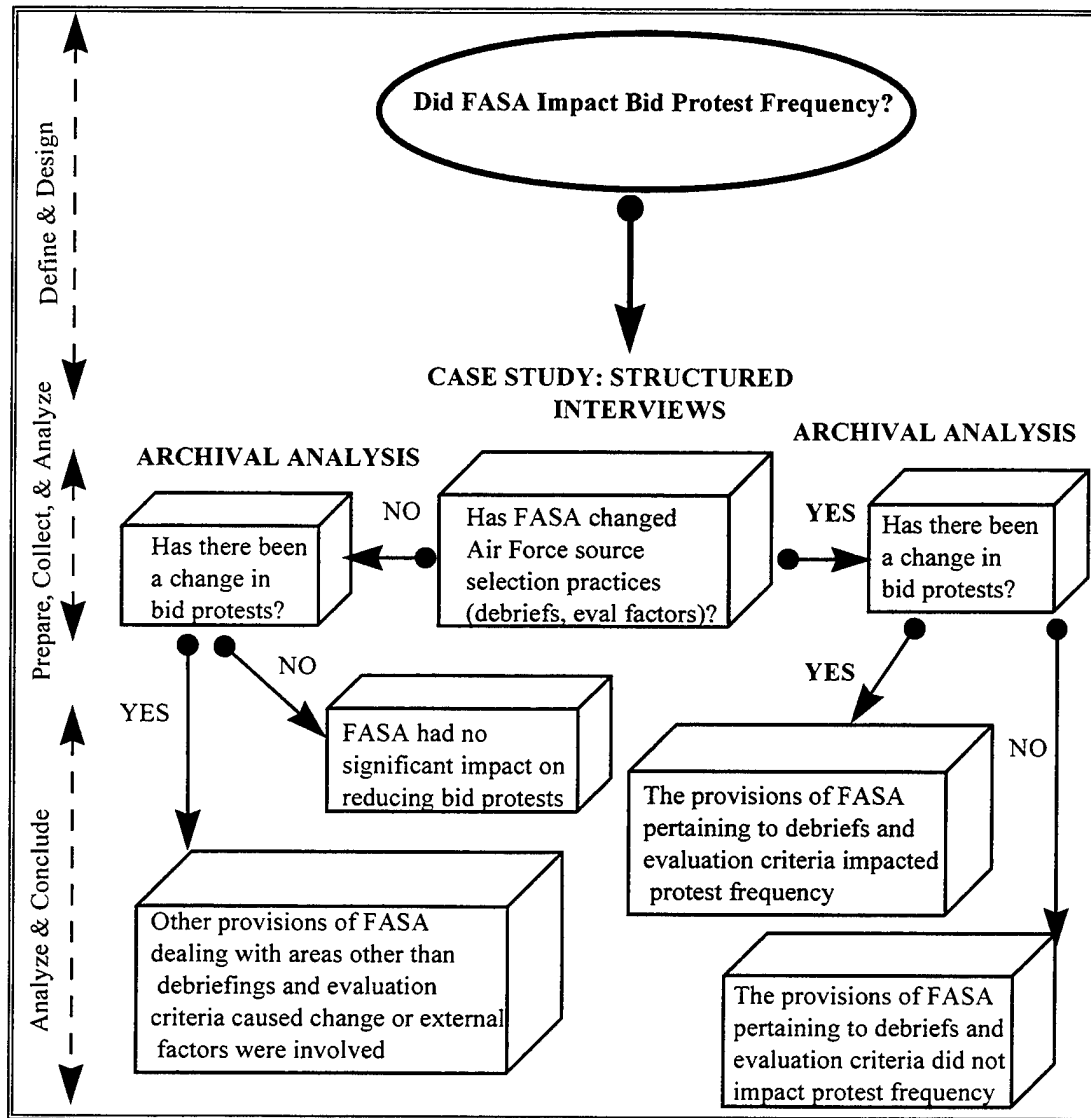 Did FASA Impact Bid Protest Frequency?
Define & Design
CASE STUDY: STRUCTURED
INTERVIEWS
ARCHIVAL ANALYSIS
ARCHIVAL ANALYSIS
Prepare, Collect, & Analyze
Has there been
a change in
bid protests?
NO
Has FASA changed
Air Force source
selection practices
(debriefs, eval factors)?
YES
Has there been
a change in
bid protests?
YES
NO
YES
NO
Analyze & Conclude
FASA had no
significant impact on
reducing bid protests
The provisions of FASA
pertaining to debriefs and
evaluation criteria impacted
protest frequency
Other provisions of FASA
dealing with areas other than
debriefings and evaluation
criteria caused change or external
factors were involved
The provisions of FASA
pertaining to debriefs and
evaluation criteria did not
impact protest frequency